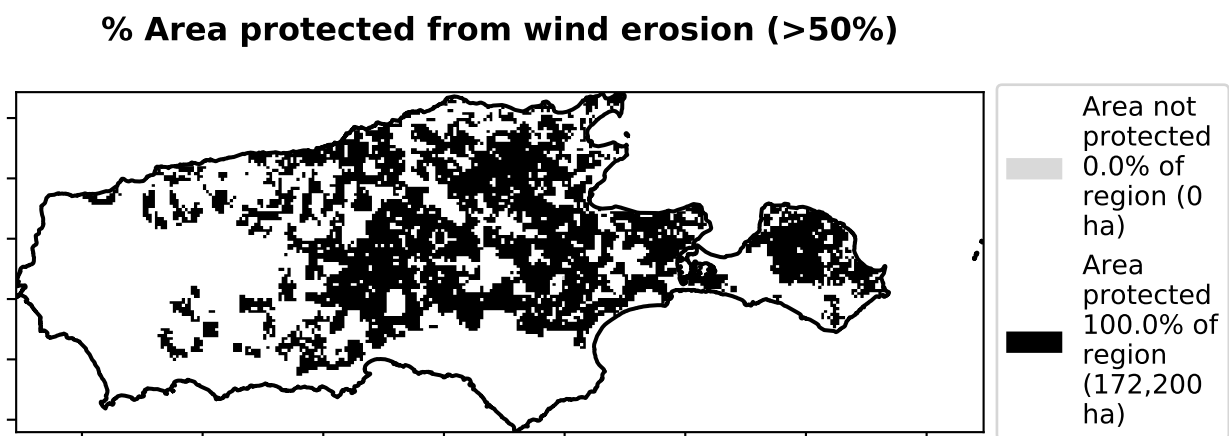 % Area protected from wind erosion (>50%)
Area not
protected
0.0% of
region (0
ha)
Area
protected
100.0% of
region
(172,200
ha)